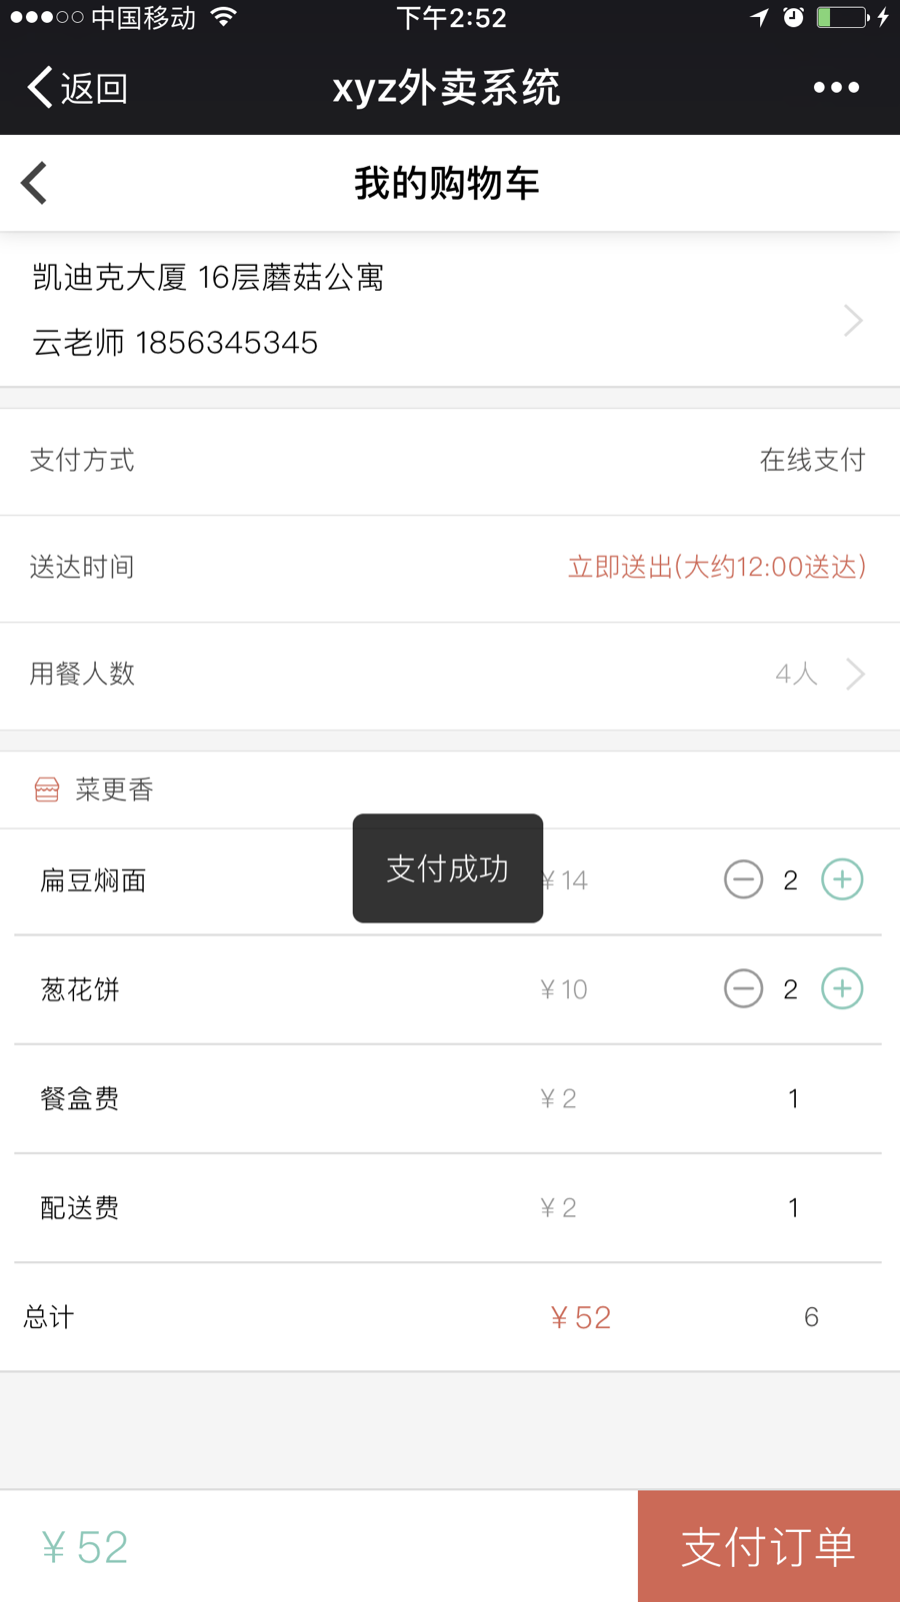 中国移动 下午2:52
返回 xyz外卖系统
我的购物车
凯迪克大厦 16层蘑菇公寓
云老师 1856345345
支付方式 在线支付
送达时间 立即送出(大约12:00送达)
用餐人数 4人
菜更香
扁豆焖面 ¥14 2
支付成功
葱花饼 ¥10 2
餐盒费 ¥2 1
配送费 ¥2 1
总计 ¥52 6
¥52 支付订单